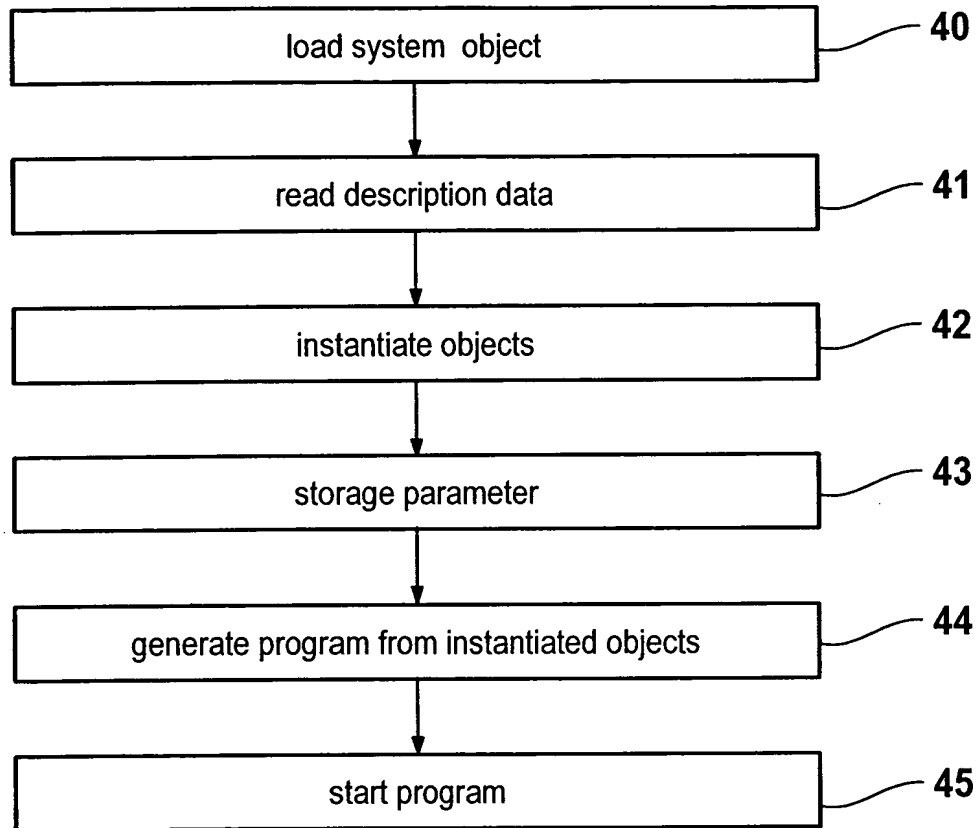 load system object
40
read description data
41
instantiate objects
42
storage parameter
43
generate program from instantiated objects
44
start program
45